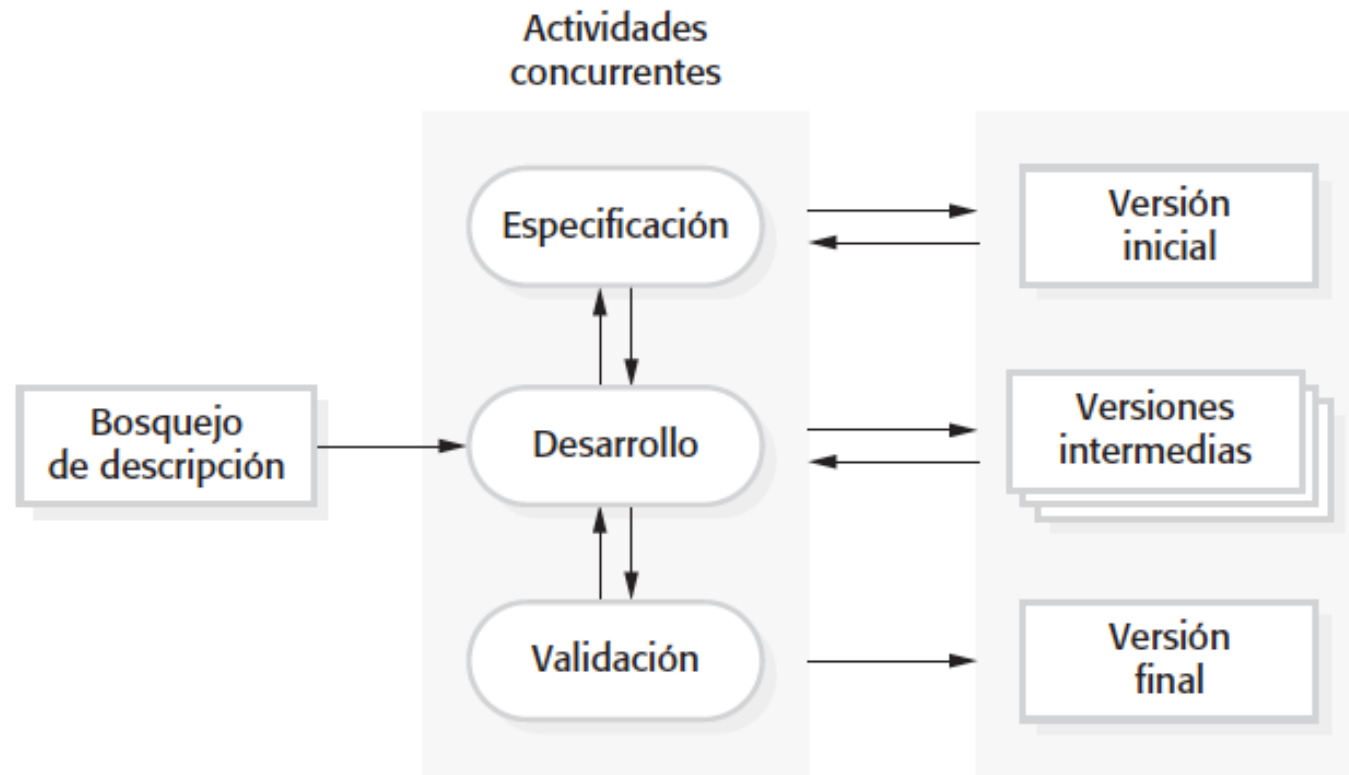 Actividades
concurrentes
Especificación
Versión
inicial
Bosquejo
de descripción
Desarrollo
Versiones
intermedias
Validación
Versión
final